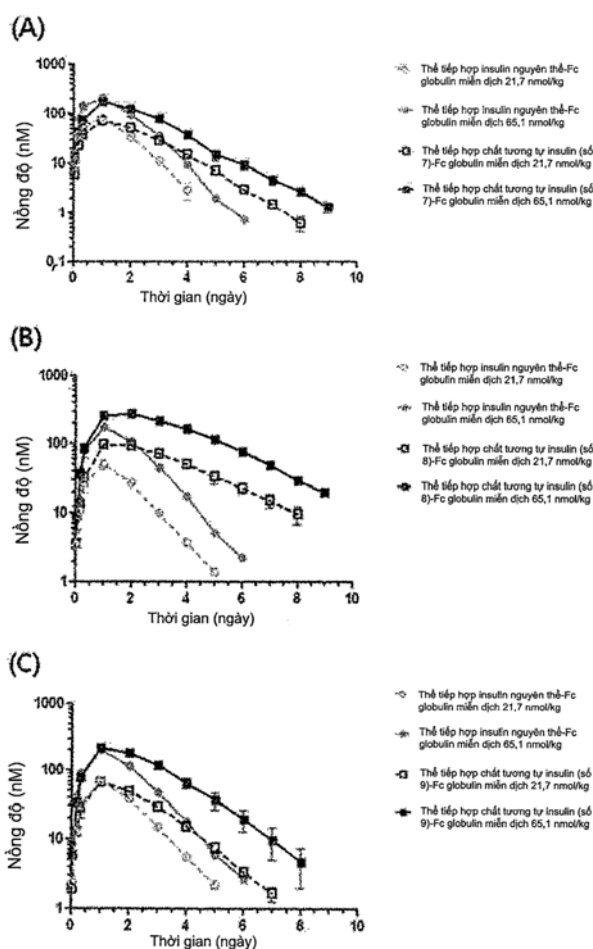 (A)
1000
100
10
1
0,1
Nồng độ (nM)
0
2
4
6
8
10
Thời gian (ngày)
Thể tiếp hợp insulin nguyên thể-Fc
globulin miễn dịch 21,7 nmol/kg
Thể tiếp hợp insulin nguyên thể-Fc
globulin miễn dịch 65,1 nmol/kg
Thể tiếp hợp chất tương tự insulin (số
7)-Fc globulin miễn dịch 21,7 nmol/kg
Thể tiếp hợp chất tương tự insulin (số
7)-Fc globulin miễn dịch 65,1 nmol/kg
(B)
1000
100
10
1
Nồng độ (nM)
0
2
4
6
8
10
Thời gian (ngày)
Thể tiếp hợp insulin nguyên thể-Fc
globulin miễn dịch 21,7 nmol/kg
Thể tiếp hợp insulin nguyên thể-Fc
globulin miễn dịch 65,1 nmol/kg
Thể tiếp hợp chất tương tự insulin (số
8)-Fc globulin miễn dịch 21,7 nmol/kg
Thể tiếp hợp chất tương tự insulin (số
8)-Fc globulin miễn dịch 65,1 nmol/kg
(C)
1000
100
10
1
Nồng độ (nM)
0
2
4
6
8
10
Thời gian (ngày)
Thể tiếp hợp insulin nguyên thể-Fc
globulin miễn dịch 21,7 nmol/kg
Thể tiếp hợp insulin nguyên thể-Fc
globulin miễn dịch 65,1 nmol/kg
Thể tiếp hợp chất tương tự insulin (số
9)-Fc globulin miễn dịch 21,7 nmol/kg
Thể tiếp hợp chất tương tự insulin (số
9)-Fc globulin miễn dịch 65,1 nmol/kg